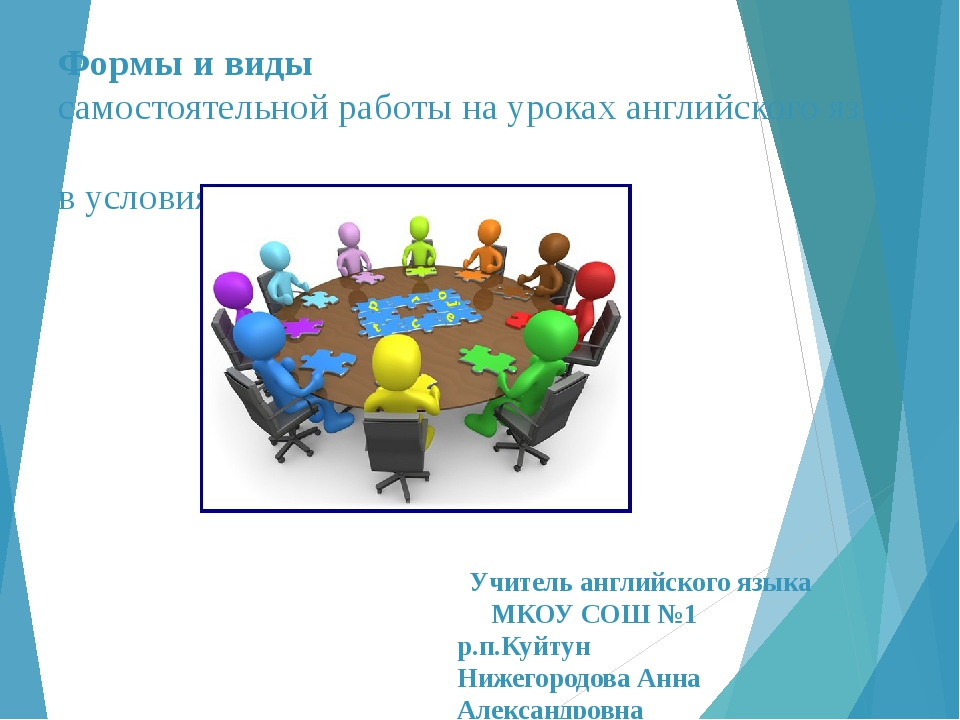 Формы и виды
самостоятельной работы на уроках английского
в условия
Учитель английского языка
МКОУ СОШ №1
р.п.Куйтун
Нижегородова Анна
Александровна